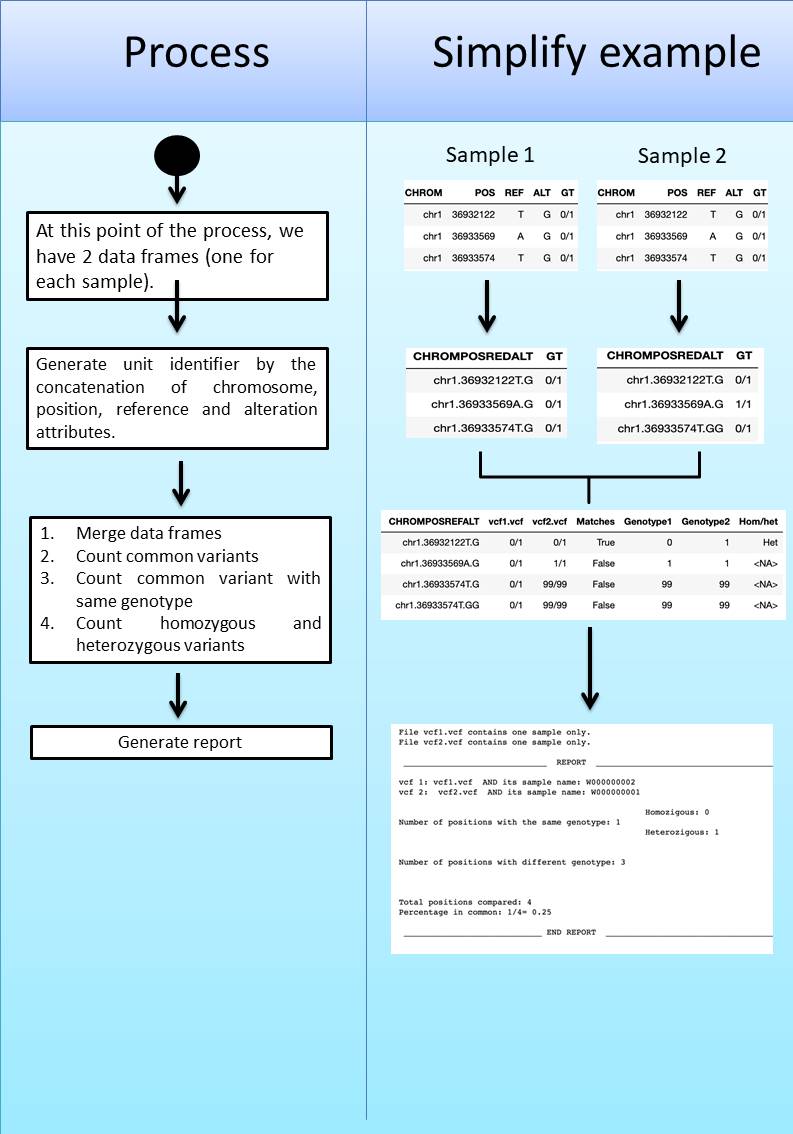 Process
Simplify example
At this point of the process, we
have 2 data frames (one for
each sample).
Generate unit identifier by the
concatenation of chromosome,
position, reference and alteration
attributes.
1. Merge data frames
2. Count common variants
3. Count common variant with
same genotype
4. Count homozygous and
heterozygous variants
Generate report
Sample 1
CHROM POS REF ALT GT
chr1 36932122 T G 0/1
chr1 36933569 A G 0/1
chr1 36933574 T G 0/1
Sample 2
CHROM POS REF ALT GT
chr1 36932122 T G 0/1
chr1 36933569 A G 0/1
chr1 36933574 T G 0/1
CHROMPOSREDALT GT
chr1.36932122T.G 0/1
chr1.36933569A.G 0/1
chr1.36933574T.G 0/1
CHROMPOSREDALT GT
chr1.36932122T.G 0/1
chr1.36933569A.G 1/1
chr1.36933574T.GG 0/1
CHROMPOSREFALT vcf1.vcf vcf2.vcf Matches Genotype1 Genotype2 Hom/het
chr1.36932122T.G 0/1 0/1 True 0 1 Het
chr1.36933569A.G 0/1 1/1 False 1 1 <NA>
chr1.36933574T.G 0/1 99/99 False 99 99 <NA>
chr1.36933574T.GG 0/1 99/99 False 99 99 <NA>
File vcf1.vcf contains one sample only.
File vcf2.vcf contains one sample only.
REPORT
vcf 1: vcf1.vcf AND its sample name: W000000002
vcf 2: vcf2.vcf AND its sample name: W000000001
Homozigous: 0
Number of positions with the same genotype: 1
Heterozigous: 1
Number of positions with different genotype: 3
Total positions compared: 4
Percentage in common: 1/4= 0.25
END REPORT